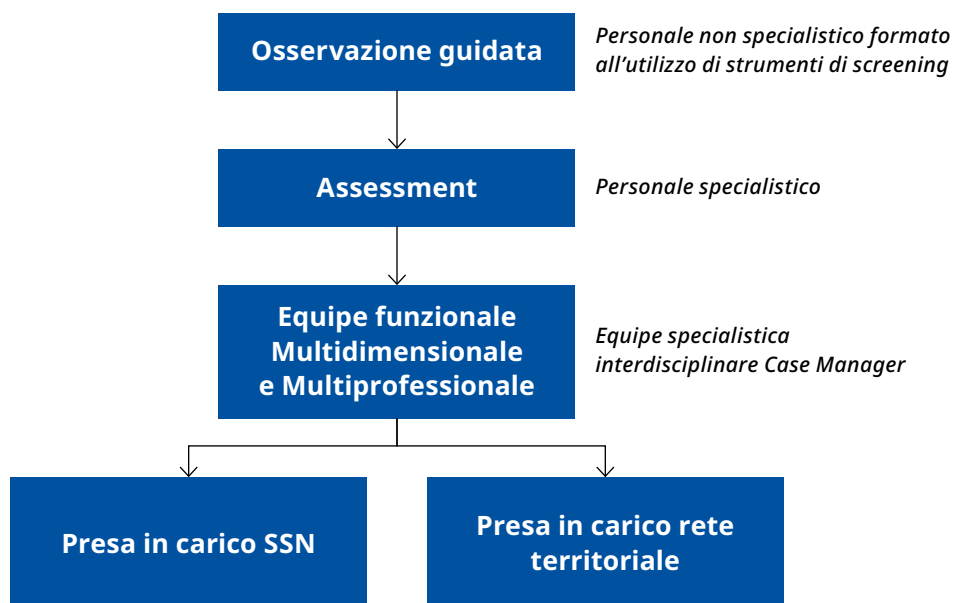 Osservazione guidata
Personale non specialistico formato
all’utilizzo di strumenti di screening
Assessment
Personale specialistico
Equipe funzionale
Multidimensionale
e Multiprofessionale
Equipe specialistica
interdisciplinare Case Manager
Presa in carico SSN
Presa in carico rete
territoriale